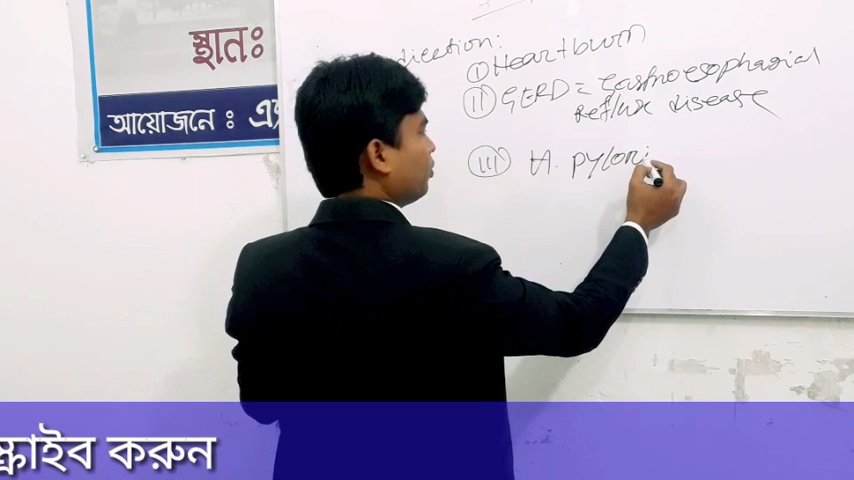 স্থান:
আয়োজনে :
dication:
(i) Heartburn
(ii) GERD = gastroesophagial
Reflux disease
(iii) H. pylori
স্ক্রাইব করুন